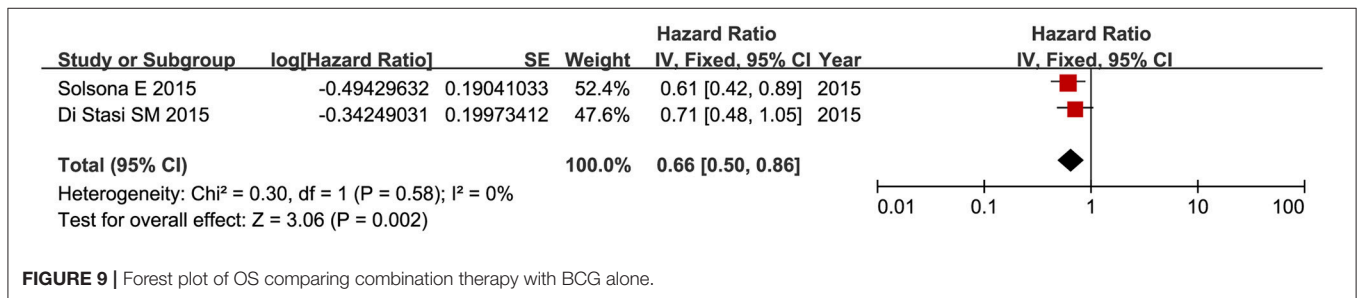 Hazard Ratio Hazard Ratio
Study or Subgroup log[Hazard Ratio] SE Weight IV, Fixed, 95% CI Year IV, Fixed, 95% CI
Solsona E 2015 -0.49429632 0.19041033 52.4% 0.61 [0.42, 0.89] 2015
Di Stasi SM 2015 -0.34249031 0.19973412 47.6% 0.71 [0.48, 1.05] 2015
Total (95% CI) 100.0% 0.66 [0.50, 0.86]
Heterogeneity: Chi² = 0.30, df = 1 (P = 0.58); I² = 0%
Test for overall effect: Z = 3.06 (P = 0.002)
0.01 0.1 1 10 100
FIGURE 9 | Forest plot of OS comparing combination therapy with BCG alone.